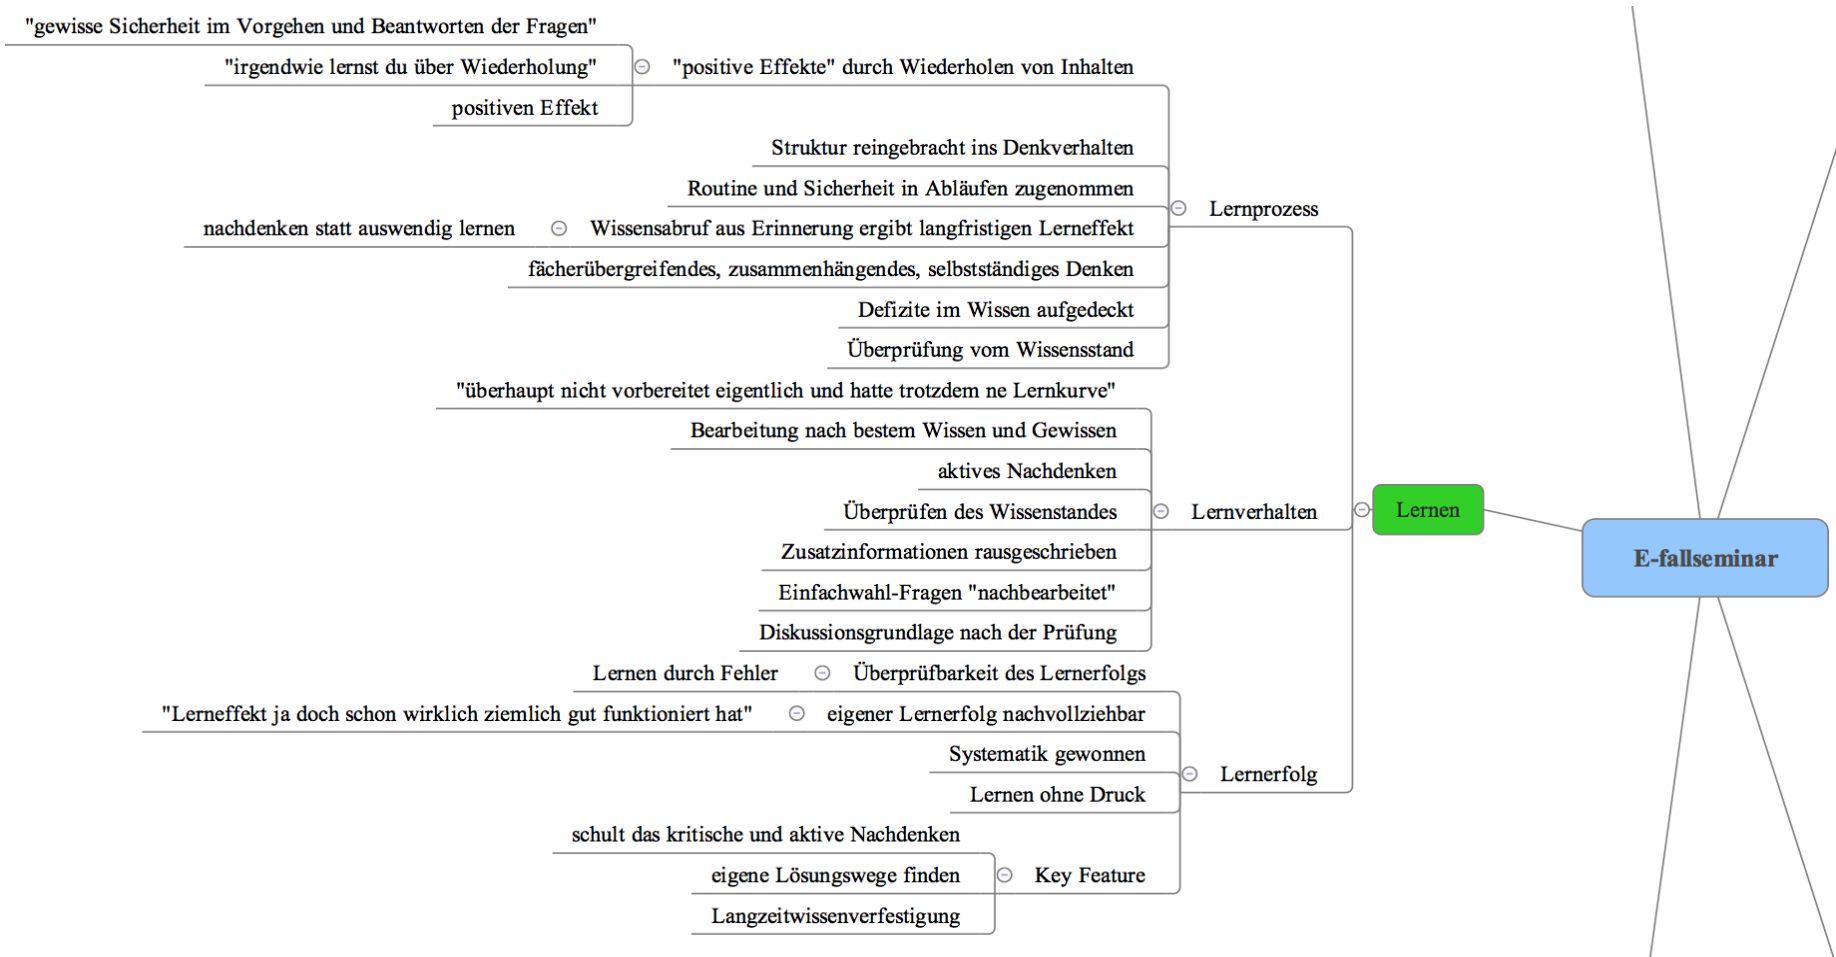 "gewisse Sicherheit im Vorgehen und Beantworten der Fragen"
"irgendwie lernst du über Wiederholung"
"positive Effekte" durch Wiederholen von Inhalten
positiven Effekt
Struktur reingebracht ins Denkverhalten
Routine und Sicherheit in Abläufen zugenommen
Lernprozess
nachdenken statt auswendig lernen
Wissensabruf aus Erinnerung ergibt langfristigen Lerneffekt
fächerübergreifendes, zusammenhängendes, selbstständiges Denken
Defizite im Wissen aufgedeckt
Überprüfung vom Wissensstand
"überhaupt nicht vorbereitet eigentlich und hatte trotzdem ne Lernkurve"
Bearbeitung nach bestem Wissen und Gewissen
aktives Nachdenken
Überprüfen des Wissenstandes
Lernverhalten
Lernen
E-fallseminar
Zusatzinformationen rausgeschrieben
Einfachwahl-Fragen "nachbearbeitet"
Diskussionsgrundlage nach der Prüfung
Lernen durch Fehler
Überprüfbarkeit des Lernerfolgs
"Lerneffekt ja doch schon wirklich ziemlich gut funktioniert hat"
eigener Lernerfolg nachvollziehbar
Systematik gewonnen
Lernerfolg
Lernen ohne Druck
schult das kritische und aktive Nachdenken
eigene Lösungswege finden
Key Feature
Langzeitwissenverfestigung